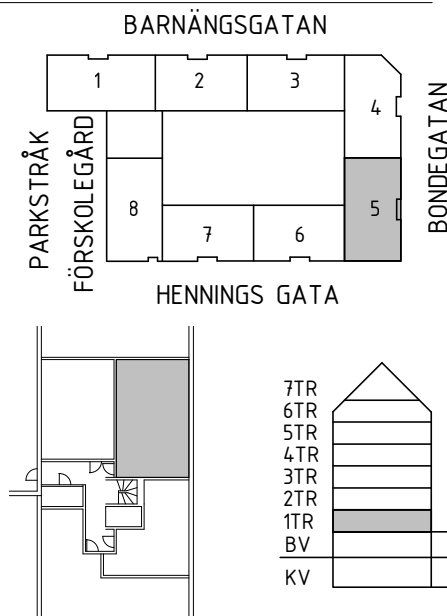 BARNÄNGSGATAN
1
2
3
4
PARKSTRÅK
FÖRSKOLEGÅRD
BONDEGATAN
8
7
6
5
HENNINGS GATA
7TR
6TR
5TR
4TR
3TR
2TR
1TR
BV
KV